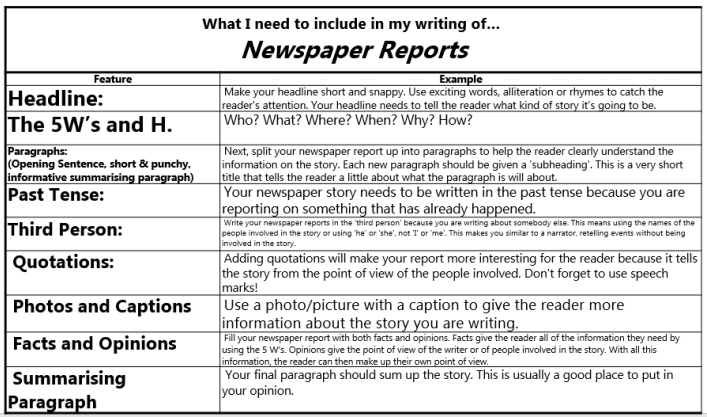 What I need to include in my writing of...
Newspaper Reports
Feature
Example
Headline:
Make your headline short and snappy. Use exciting words, alliteration or rhymes to catch the
reader's attention. Your headline needs to tell the reader what kind of story it's going to be.
The 5W's and H.
Who? What? Where? When? Why? How?
Paragraphs:
(Opening Sentence, short & punchy,
informative summarising paragraph)
Next, split your newspaper report up into paragraphs to help the reader clearly understand the
information on the story. Each new paragraph should be given a 'subheading'. This is a very short
title that tells the reader a little about what the paragraph is will about.
Past Tense:
Your newspaper story needs to be written in the past tense because you are
reporting on something that has already happened.
Third Person:
Write your newspaper reports in the 'third person' because you are writing about somebody else. This means using the names of the
people involved in the story or using 'he' or 'she', not 'I' or 'me'. This makes you similar to a narrator, retelling events without being
involved in the story.
Quotations:
Adding quotations will make your report more interesting for the reader because it tells
the story from the point of view of the people involved. Don't forget to use speech
marks!
Photos and Captions
Use a photo/picture with a caption to give the reader more
information about the story you are writing.
Facts and Opinions
Fill your newspaper report with both facts and opinions. Facts give the reader all of the information they need by
using the 5 W's. Opinions give the point of view of the writer or of people involved in the story. With all this
information, the reader can then make up their own point of view.
Summarising
Paragraph
Your final paragraph should sum up the story. This is usually a good place to put in
your opinion.